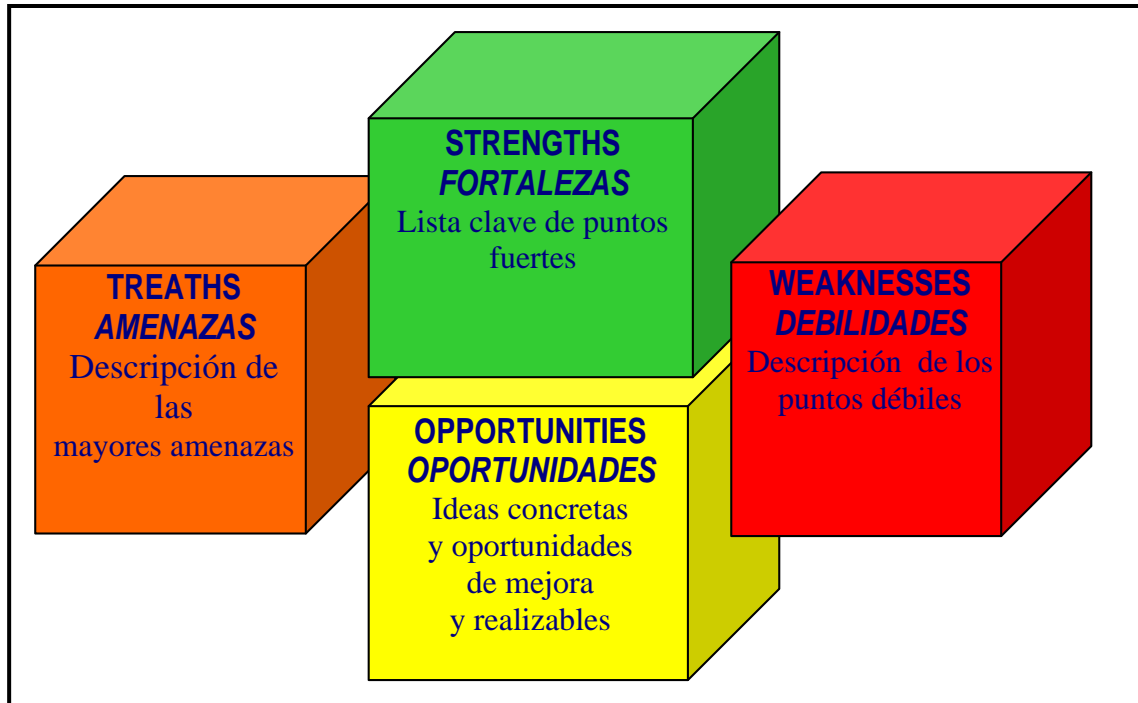 STRENGTHS
FORTALEZAS
Lista clave de puntos
fuertes
TREATHS
AMENAZAS
Descripción de
las
mayores amenazas
WEAKNESSES
DEBILIDADES
Descripción de los
puntos débiles
OPPORTUNITIES
OPORTUNIDADES
Ideas concretas
y oportunidades
de mejora
y realizables